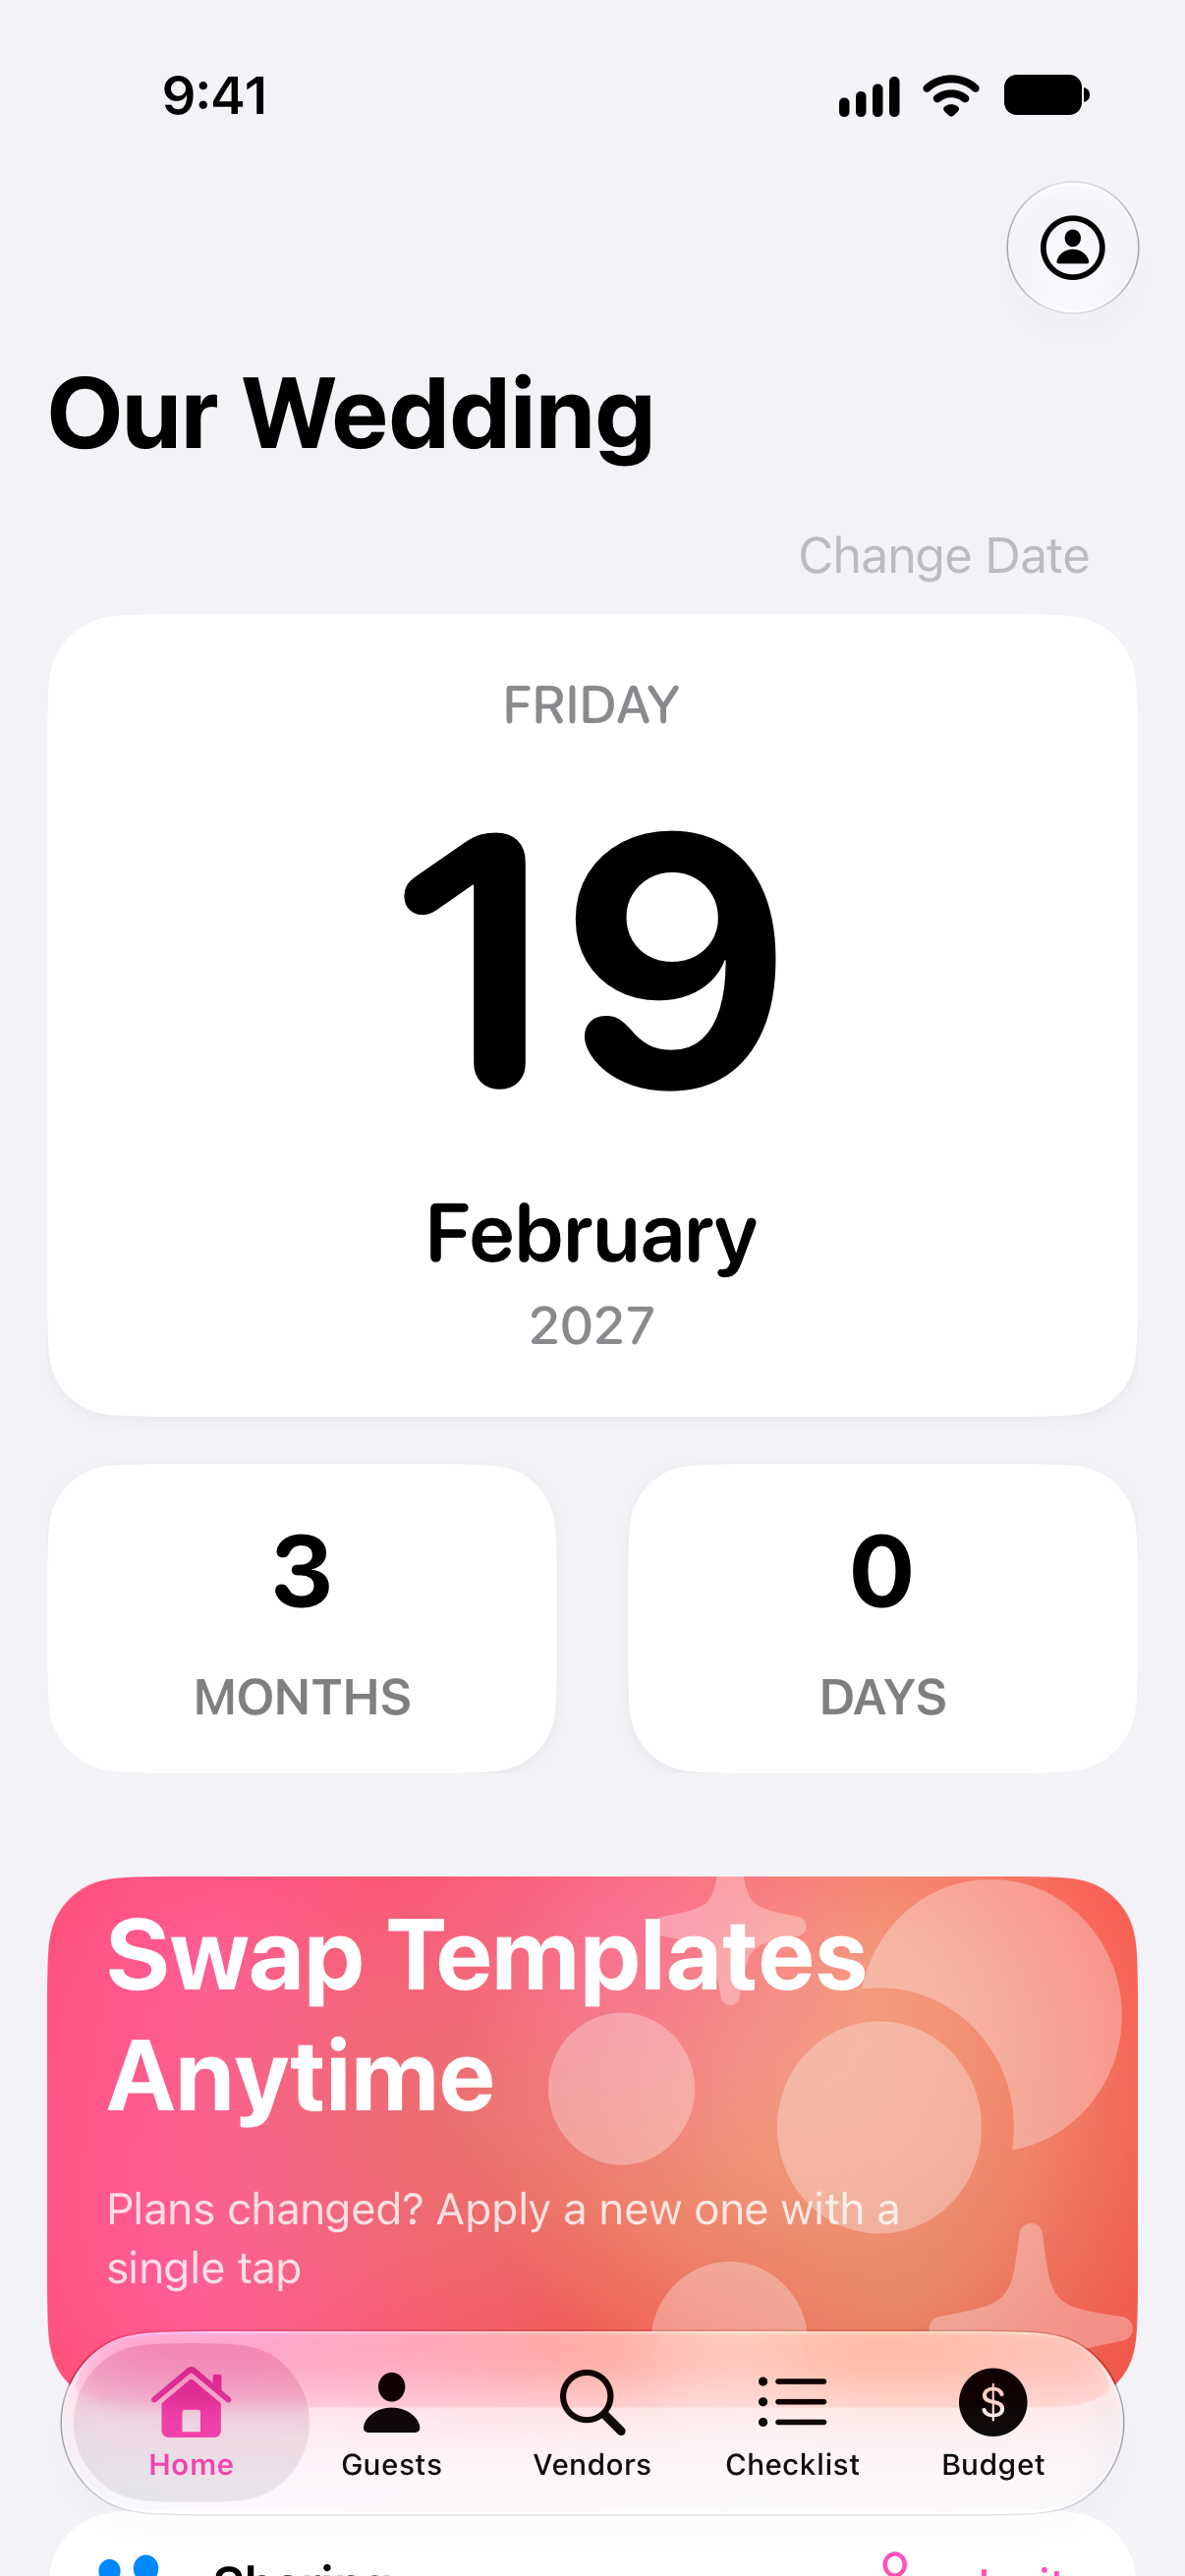 9:41
Our Wedding
Change Date
FRIDAY
19
February
2027
3
MONTHS
0
DAYS
Swap Templates
Anytime
Plans changed? Apply a new one with a
single tap
Home
Guests
Vendors
Checklist
$
Budget